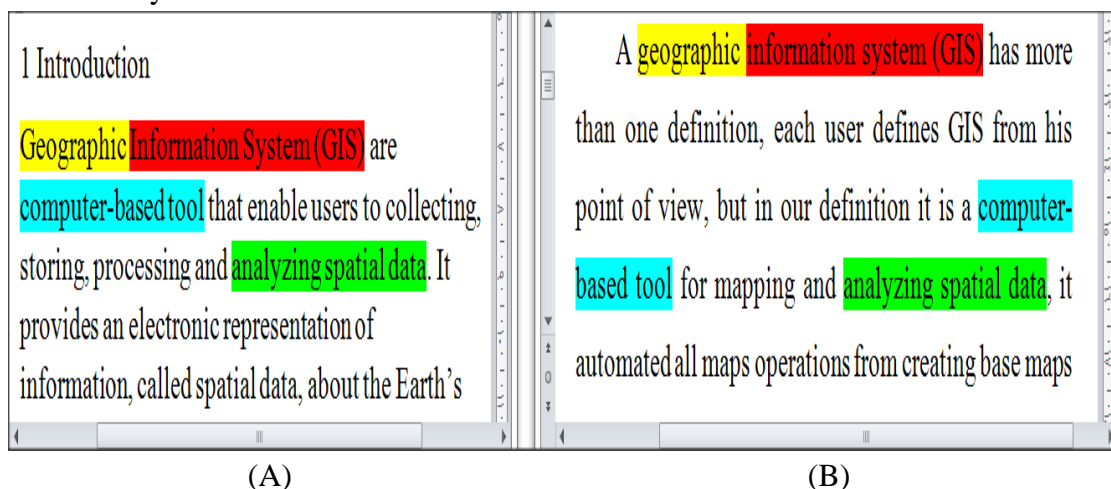 1 Introduction
Geographic Information System (GIS) are
computer-based tool that enable users to collecting,
storing, processing and analyzing spatial data. It
provides an electronic representation of
information, called spatial data, about the Earth’s
A geographic information system (GIS) has more
than one definition, each user defines GIS from his
point of view, but in our definition it is a computer-
based tool for mapping and analyzing spatial data, it
automated all maps operations from creating base maps
(A)
(B)